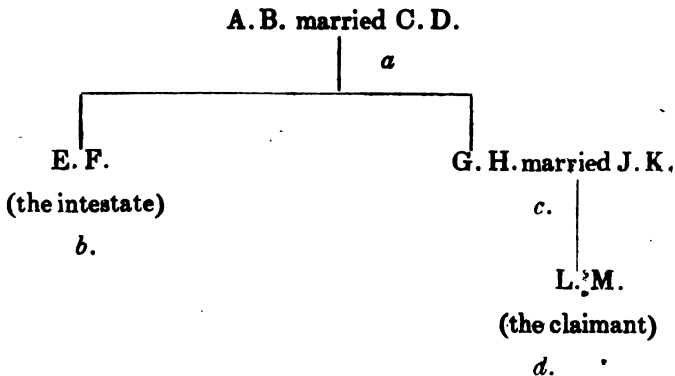 A. B. married C. D.
a
E. F. G. H. married J. K.
(the intestate) c.
b.
L. M.
(the claimant)
d.